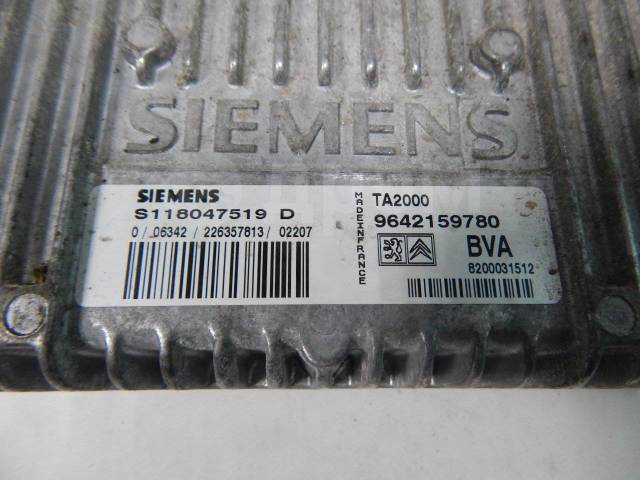 SIEMENS
SIEMENS
S118047519 D
0 / 06342 / 226357813 / 02207
MADE IN FRANCE
TA2000
9642159780
BVA
8200031512